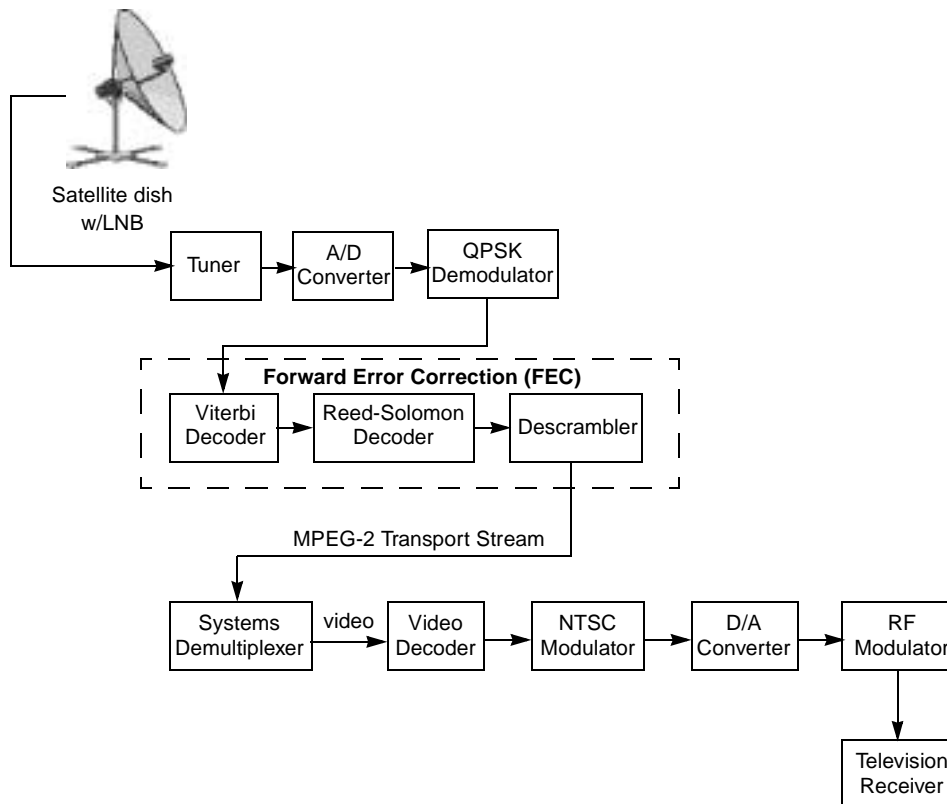 Satellite dish
w/LNB
Tuner
A/D
Converter
QPSK
Demodulator
Forward Error Correction (FEC)
Viterbi
Decoder
Reed-Solomon
Decoder
Descrambler
MPEG-2 Transport Stream
Systems
Demultiplexer
video
Video
Decoder
NTSC
Modulator
D/A
Converter
RF
Modulator
Television
Receiver